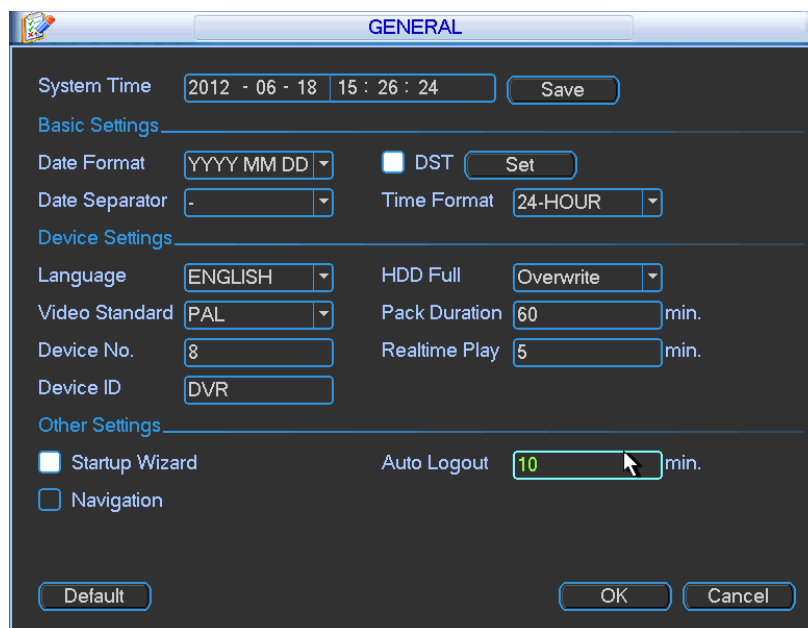 GENERAL
System Time 2012 - 06 - 18 15 : 26 : 24 Save
Basic Settings
Date Format YYYY MM DD DST Set
Date Separator - Time Format 24-HOUR
Device Settings
Language ENGLISH HDD Full Overwrite
Video Standard PAL Pack Duration 60 min.
Device No. 8 Realtime Play 5 min.
Device ID DVR
Other Settings
Startup Wizard Auto Logout 10 min.
Navigation
Default OK Cancel